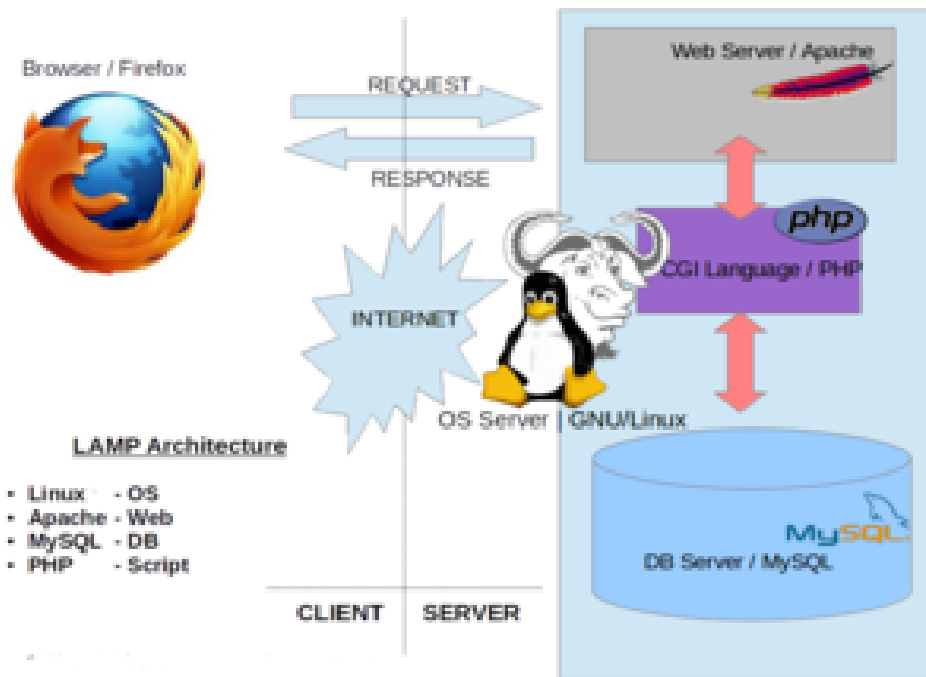 Browser / Firefox
REQUEST
RESPONSE
INTERNET
Web Server / Apache
php
CGI Language / PHP
OS Server | GNU/Linux
MySQL
DB Server / MySQL
LAMP Architecture
• Linux - OS
• Apache - Web
• MySQL - DB
• PHP - Script
CLIENT
SERVER